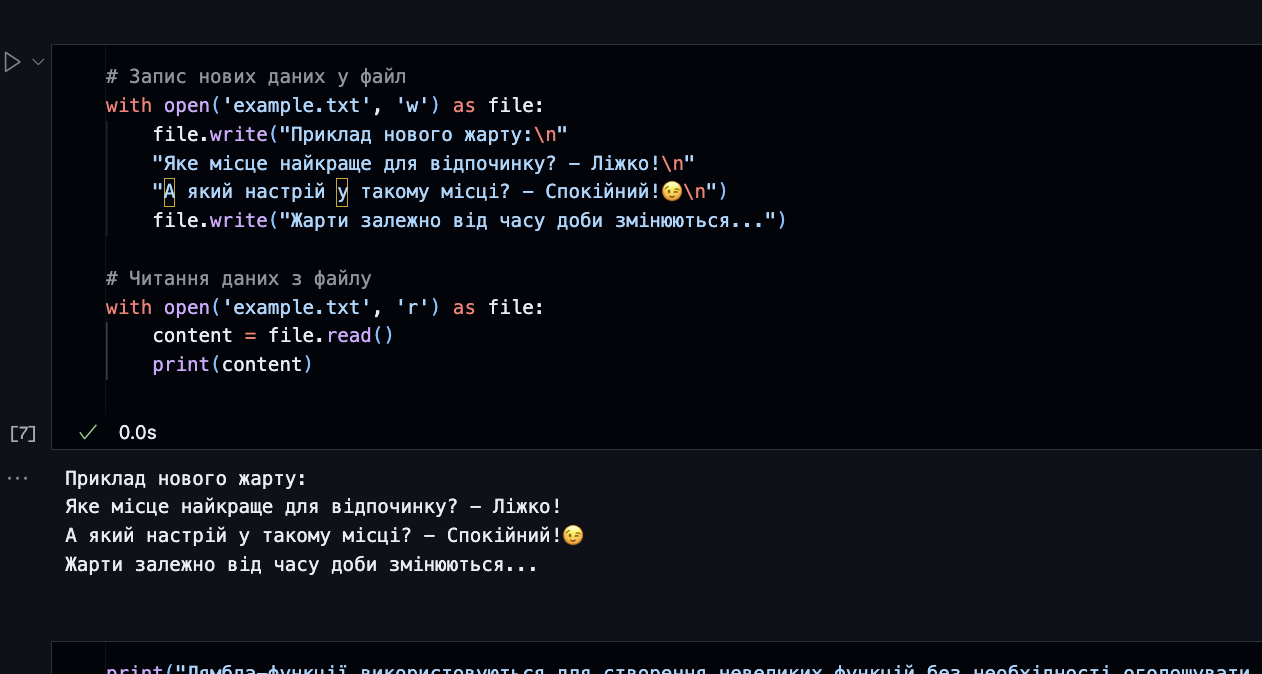 # Запис нових даних у файл
with open('example.txt', 'w') as file:
    file.write("Приклад нового жарту:\n"
    "Яке місце найкраще для відпочинку? – Ліжко!\n"
    "А який настрій у такому місці? – Спокійний!😉\n")
    file.write("Жарти залежно від часу доби змінюються...")
# Читання даних з файлу
with open('example.txt', 'r') as file:
    content = file.read()
    print(content)
[7] 0.0s
Приклад нового жарту:
Яке місце найкраще для відпочинку? – Ліжко!
А який настрій у такому місці? – Спокійний!😉
Жарти залежно від часу доби змінюються...
print("Лямбда-функції використовуються для створення невеликих функцій без необхідності оголошувати